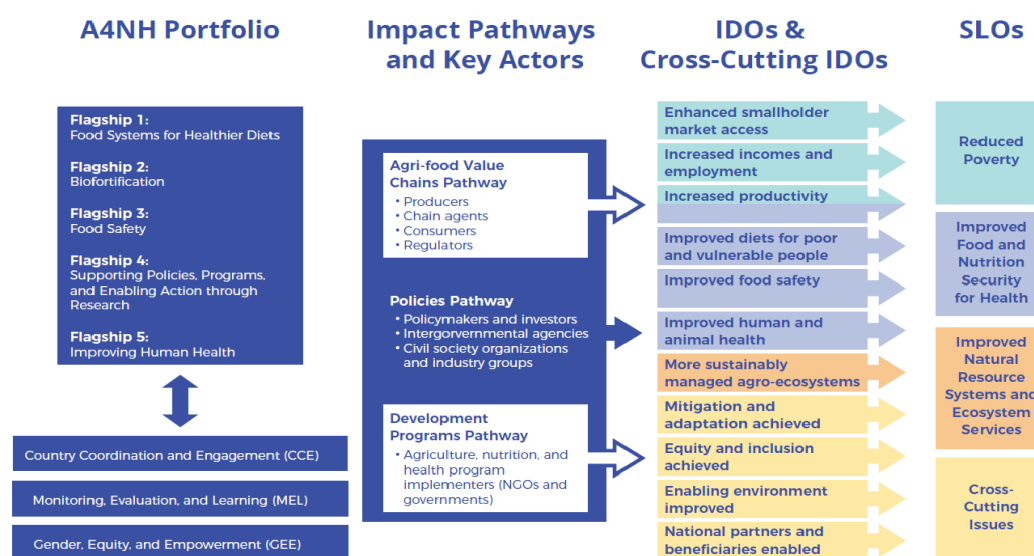 A4NH Portfolio
Flagship 1:
Food Systems for Healthier Diets
Flagship 2:
Biofortification
Flagship 3:
Food Safety
Flagship 4:
Supporting Policies, Programs,
and Enabling Action through
Research
Flagship 5:
Improving Human Health
Country Coordination and Engagement (CCE)
Monitoring, Evaluation, and Learning (MEL)
Gender, Equity, and Empowerment (GEE)
Impact Pathways
and Key Actors
Agri-food Value
Chains Pathway
• Producers
• Chain agents
• Consumers
• Regulators
Policies Pathway
• Policymakers and investors
• Intergovernmental agencies
• Civil society organizations
and industry groups
Development
Programs Pathway
• Agriculture, nutrition, and
health program
implementers (NGOs and
governments)
IDOs &
Cross-Cutting IDOs
Enhanced smallholder
market access
Increased incomes and
employment
Increased productivity
Improved diets for poor
and vulnerable people
Improved food safety
Improved human and
animal health
More sustainably
managed agro-ecosystems
Mitigation and
adaptation achieved
Equity and inclusion
achieved
Enabling environment
improved
National partners and
beneficiaries enabled
SLOs
Reduced
Poverty
Improved
Food and
Nutrition
Security
for Health
Improved
Natural
Resource
Systems and
Ecosystem
Services
Cross-
Cutting
Issues